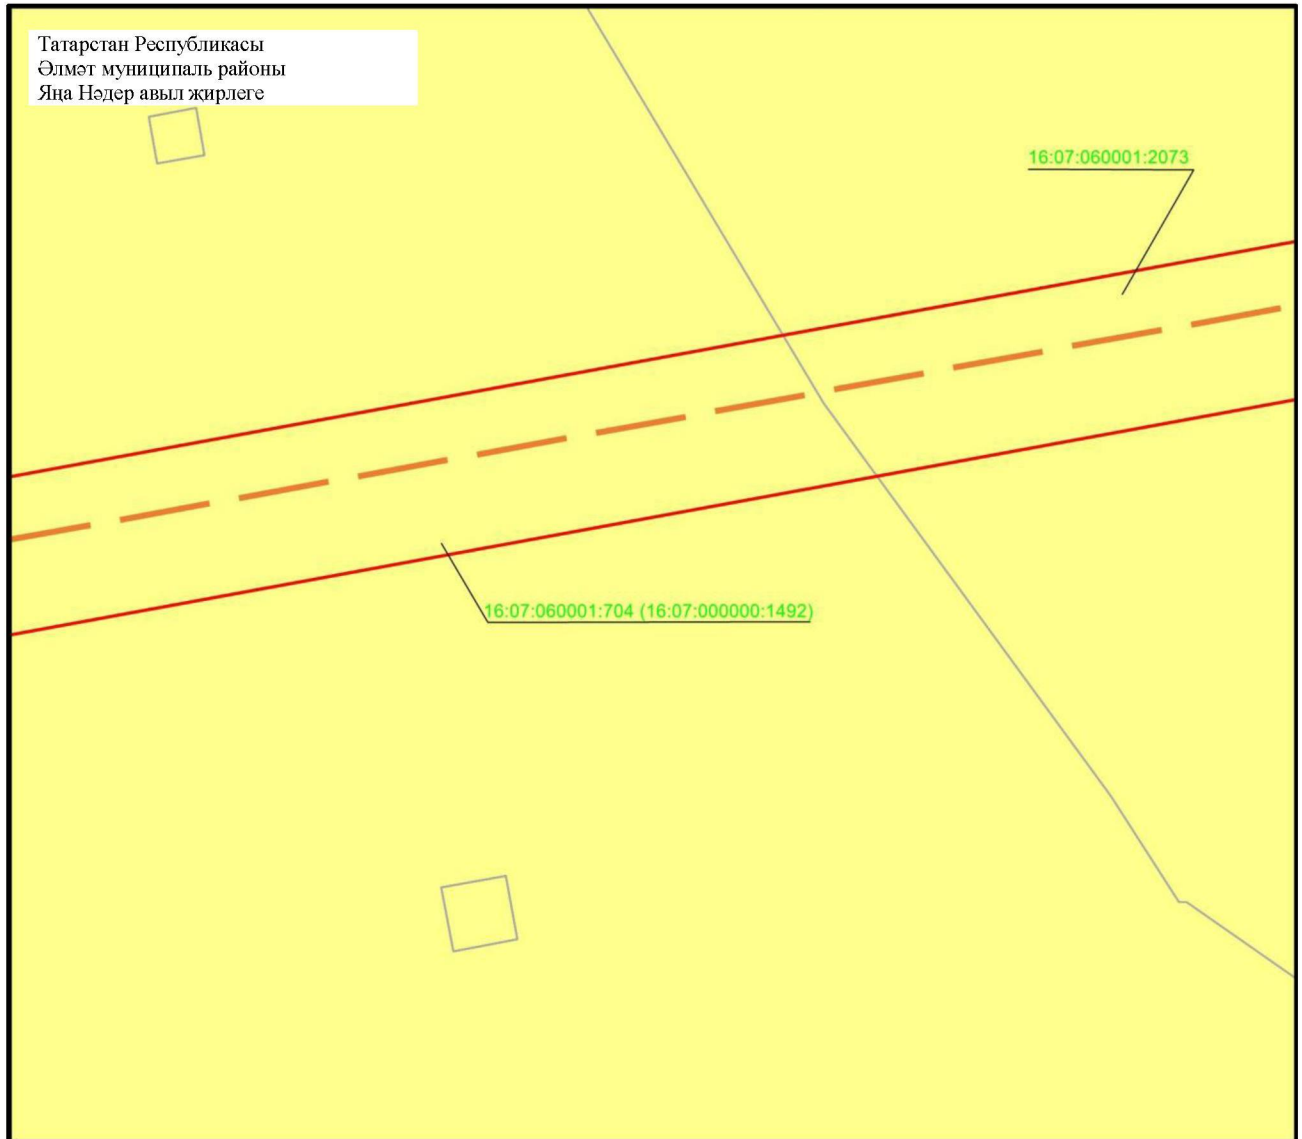 Татарстан Республикасы
Әлмәт муниципаль районы
Яңа Нәдер авыл җирлеге
16:07:060001:2073
16:07:060001:704 (16:07:000000:1492)